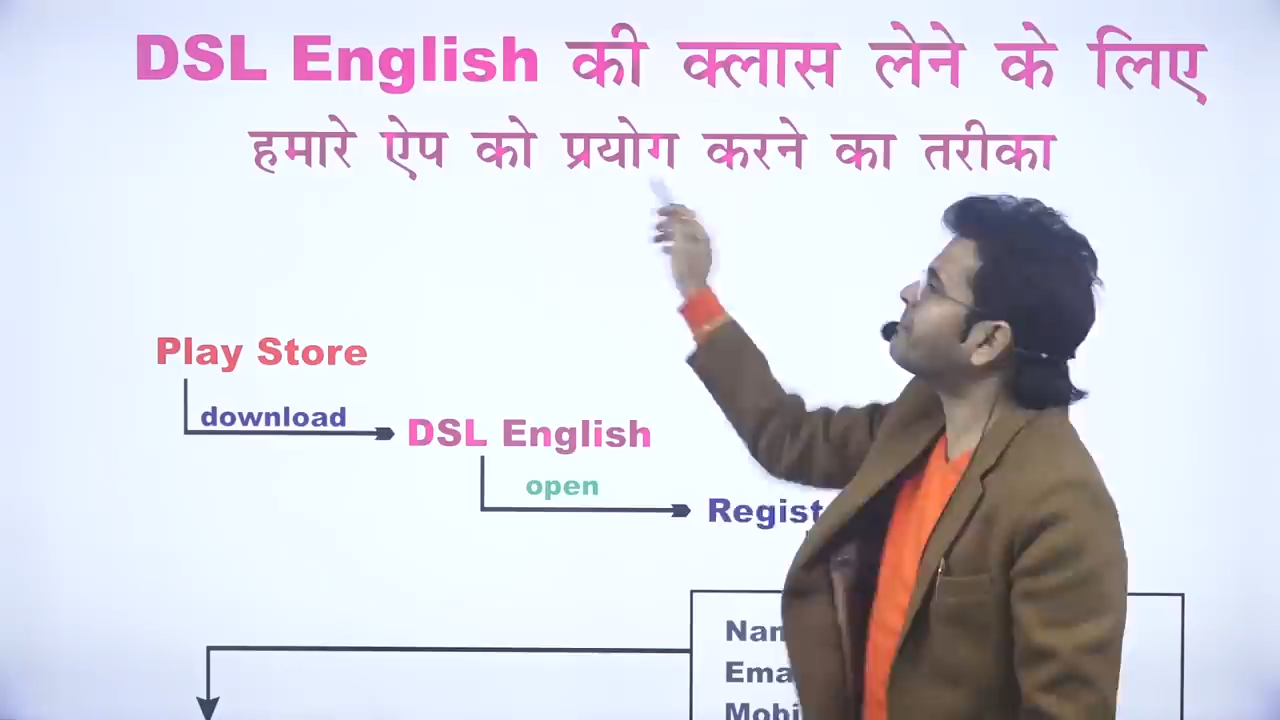 DSL English की क्लास लेने के लिए
हमारे ऐप को प्रयोग करने का तरीका
Play Store
download
DSL English
open